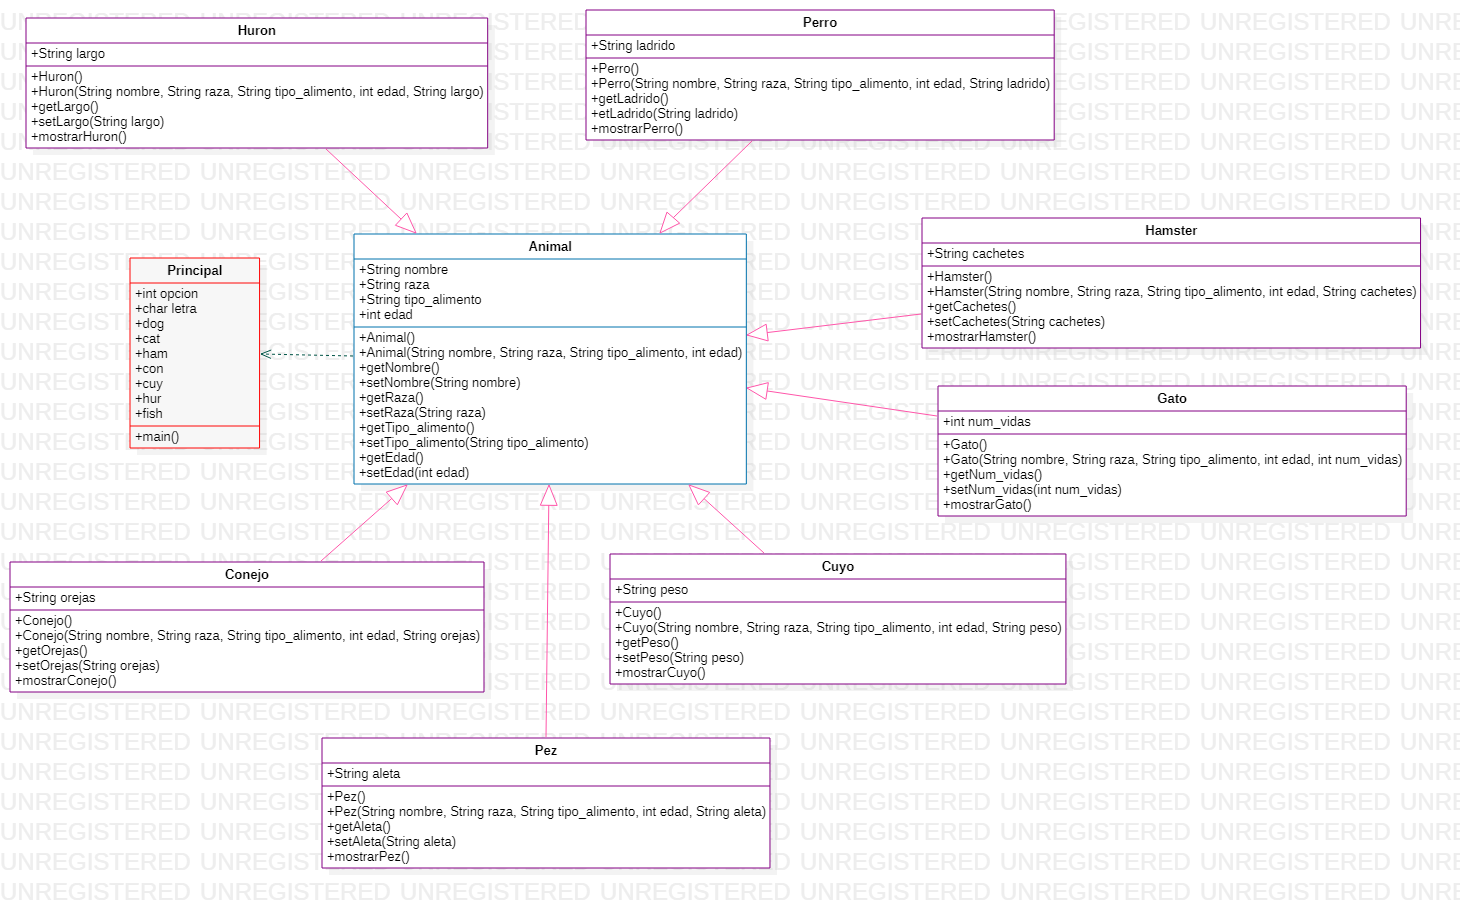 Huron
+String largo
+Huron()
+Huron(String nombre, String raza, String tipo_alimento, int edad, String largo)
+getLargo()
+setLargo(String largo)
+mostrarHuron()
Perro
+String ladrido
+Perro()
+Perro(String nombre, String raza, String tipo_alimento, int edad, String ladrido)
+getLadrido()
+etLadrido(String ladrido)
+mostrarPerro()
Principal
+int opcion
+char letra
+dog
+cat
+ham
+con
+cuy
+hur
+fish
+main()
Animal
+String nombre
+String raza
+String tipo_alimento
+int edad
+Animal()
+Animal(String nombre, String raza, String tipo_alimento, int edad)
+getNombre()
+setNombre(String nombre)
+getRaza()
+setRaza(String raza)
+getTipo_alimento()
+setTipo_alimento(String tipo_alimento)
+getEdad()
+setEdad(int edad)
Hamster
+String cachetes
+Hamster()
+Hamster(String nombre, String raza, String tipo_alimento, int edad, String cachetes)
+getCachetes()
+setCachetes(String cachetes)
+mostrarHamster()
Gato
+int num_vidas
+Gato()
+Gato(String nombre, String raza, String tipo_alimento, int edad, int num_vidas)
+getNum_vidas()
+setNum_vidas(int num_vidas)
+mostrarGato()
Conejo
+String orejas
+Conejo()
+Conejo(String nombre, String raza, String tipo_alimento, int edad, String orejas)
+getOrejas()
+setOrejas(String orejas)
+mostrarConejo()
Cuyo
+String peso
+Cuyo()
+Cuyo(String nombre, String raza, String tipo_alimento, int edad, String peso)
+getPeso()
+setPeso(String peso)
+mostrarCuyo()
Pez
+String aleta
+Pez()
+Pez(String nombre, String raza, String tipo_alimento, int edad, String aleta)
+getAleta()
+setAleta(String aleta)
+mostrarPez()
UNREGISTERED